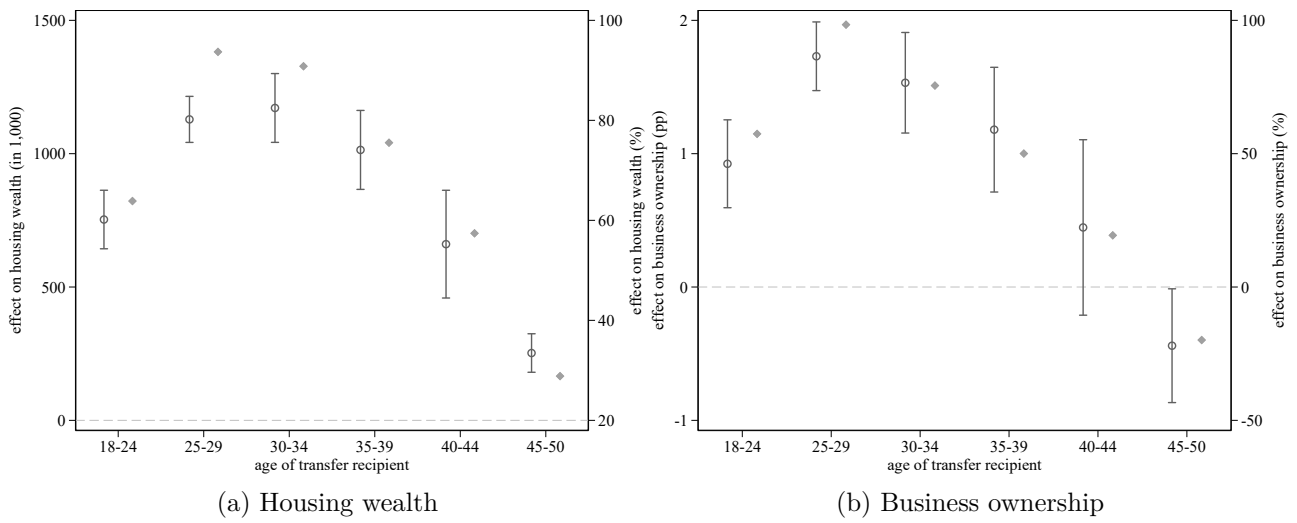 effect on housing wealth (in 1,000)
1500
1000
500
0
100
80
60
40
20
effect on housing wealth (%)
18-24 25-29 30-34 35-39 40-44 45-50
age of transfer recipient
(a) Housing wealth
effect on business ownership (pp)
2
1
0
-1
100
50
0
-50
effect on business ownership (%)
18-24 25-29 30-34 35-39 40-44 45-50
age of transfer recipient
(b) Business ownership